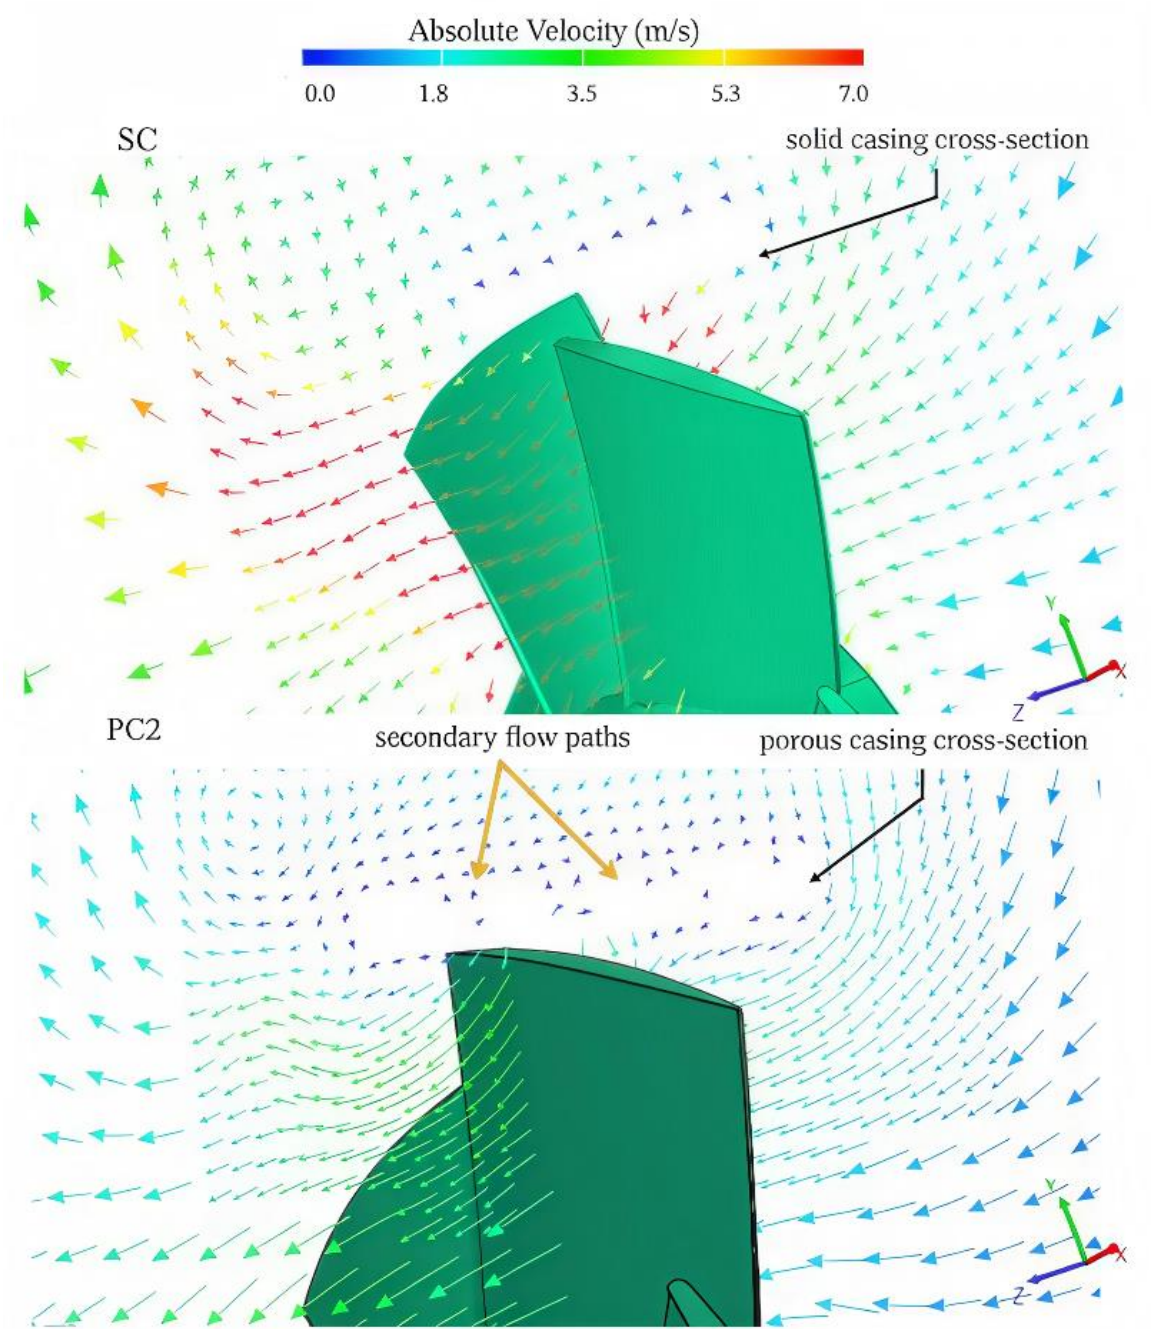 Absolute Velocity (m/s)
0.0 1.8 3.5 5.3 7.0
SC
solid casing cross-section
Y
X
Z
PC2
secondary flow paths
porous casing cross-section
Y
X
Z